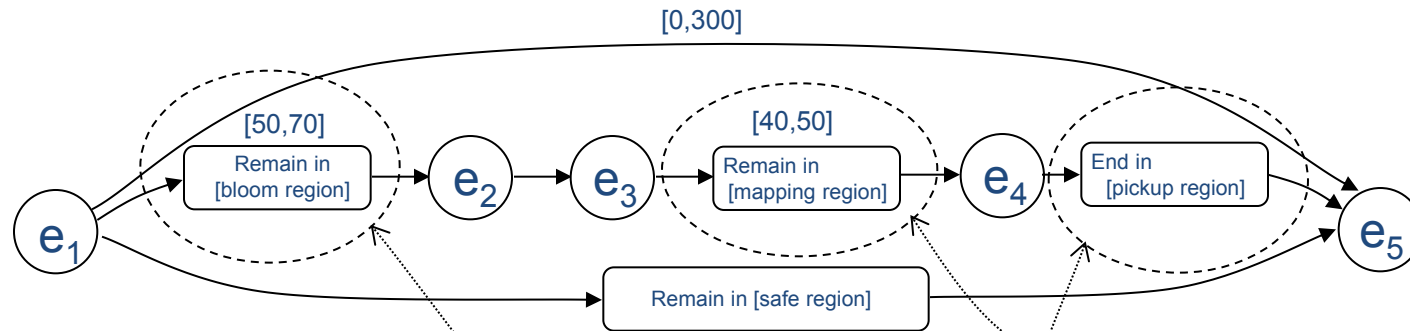 [0,300]
[50,70]
[40,50]
Remain in
[bloom region]
Remain in
[mapping region]
End in
[pickup region]
e1
e2
e3
e4
e5
Remain in [safe region]